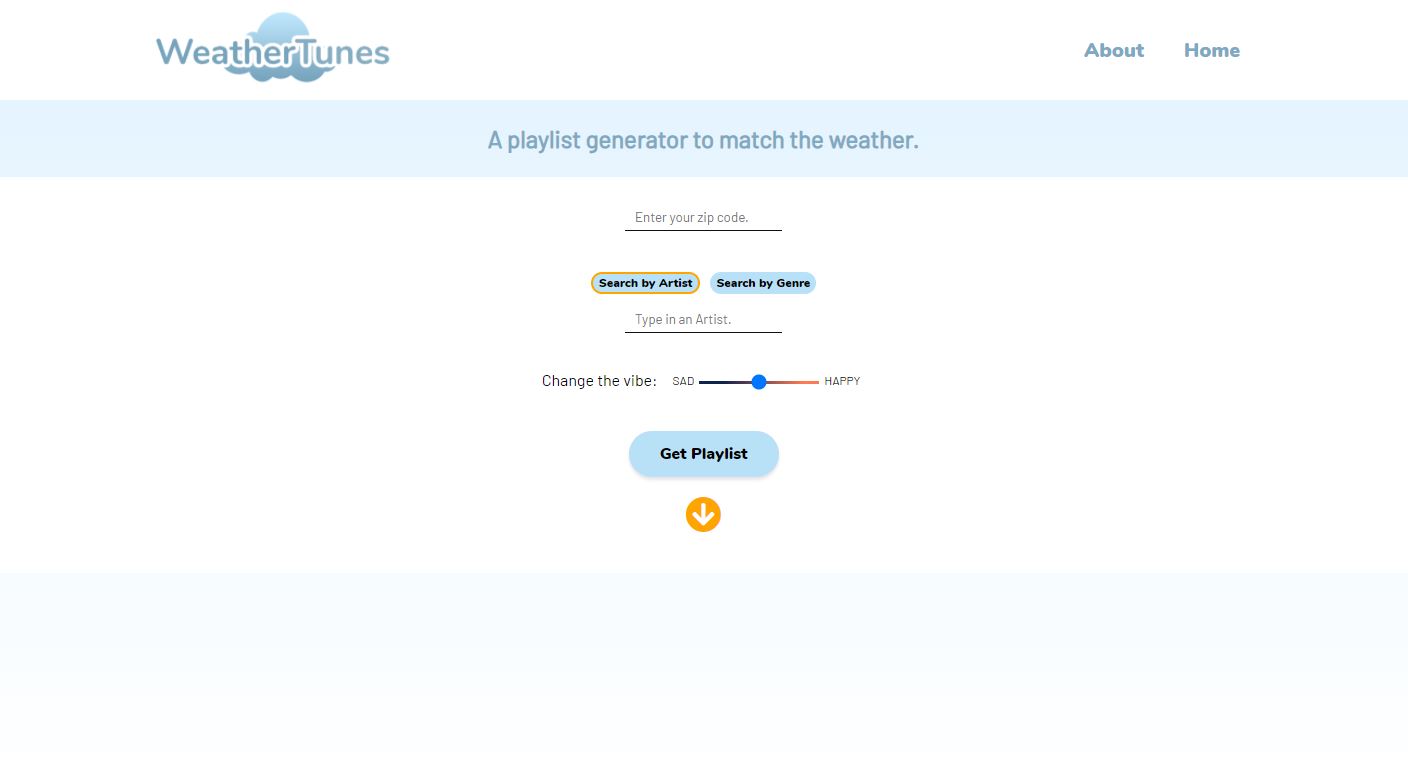 WeatherTunes
About Home
A playlist generator to match the weather.
Enter your zip code.
Search by Artist Search by Genre
Type in an Artist.
Change the vibe: SAD HAPPY
Get Playlist